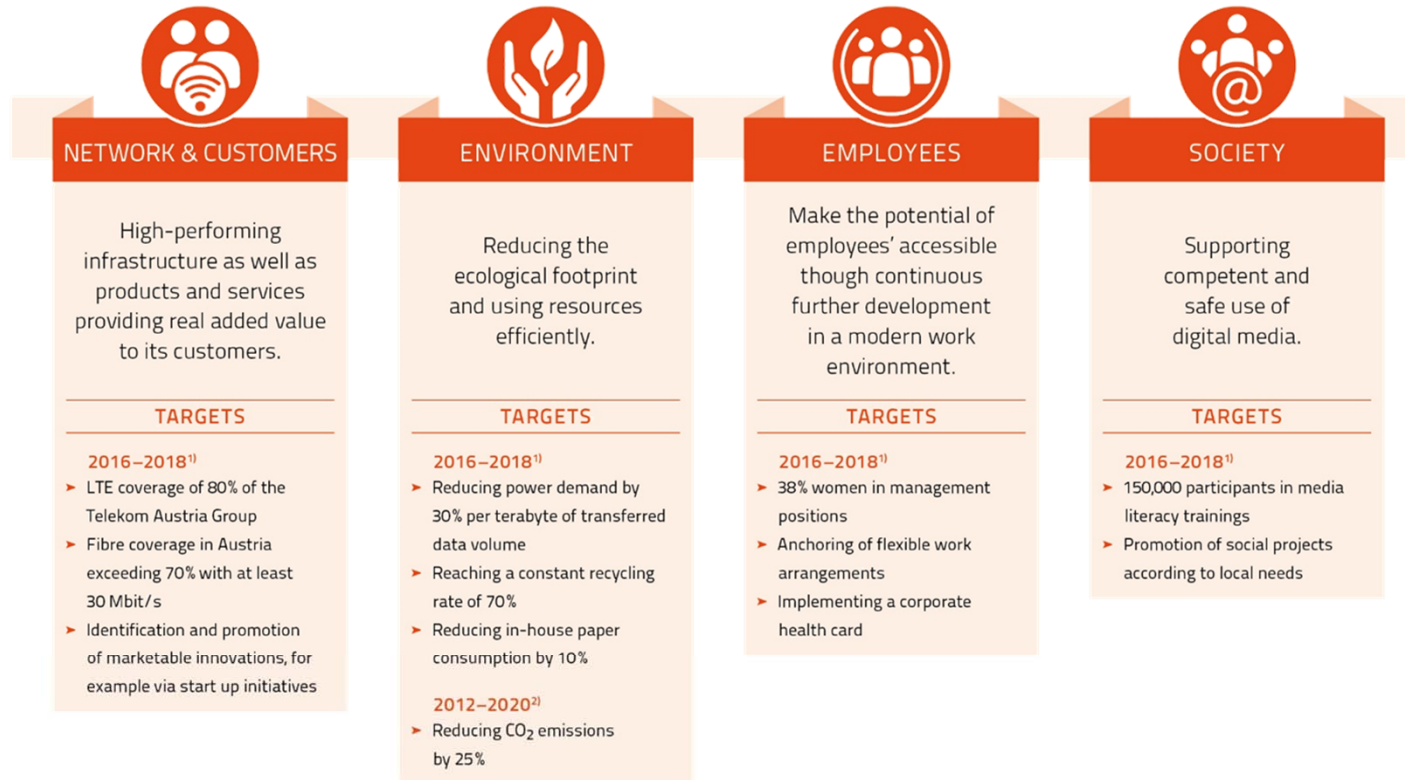 NETWORK & CUSTOMERS
High-performing
infrastructure as well as
products and services
providing real added value
to its customers.
TARGETS
2016–2018¹⁾
➤ LTE coverage of 80% of the
Telekom Austria Group
➤ Fibre coverage in Austria
exceeding 70% with at least
30 Mbit/s
➤ Identification and promotion
of marketable innovations, for
example via start up initiatives
ENVIRONMENT
Reducing the
ecological footprint
and using resources
efficiently.
TARGETS
2016–2018¹⁾
➤ Reducing power demand by
30% per terabyte of transferred
data volume
➤ Reaching a constant recycling
rate of 70%
➤ Reducing in-house paper
consumption by 10%
2012–2020²⁾
➤ Reducing CO₂ emissions
by 25%
EMPLOYEES
Make the potential of
employees’ accessible
though continuous
further development
in a modern work
environment.
TARGETS
2016–2018¹⁾
➤ 38% women in management
positions
➤ Anchoring of flexible work
arrangements
➤ Implementing a corporate
health card
@
SOCIETY
Supporting
competent and
safe use of
digital media.
TARGETS
2016–2018¹⁾
➤ 150,000 participants in media
literacy trainings
➤ Promotion of social projects
according to local needs